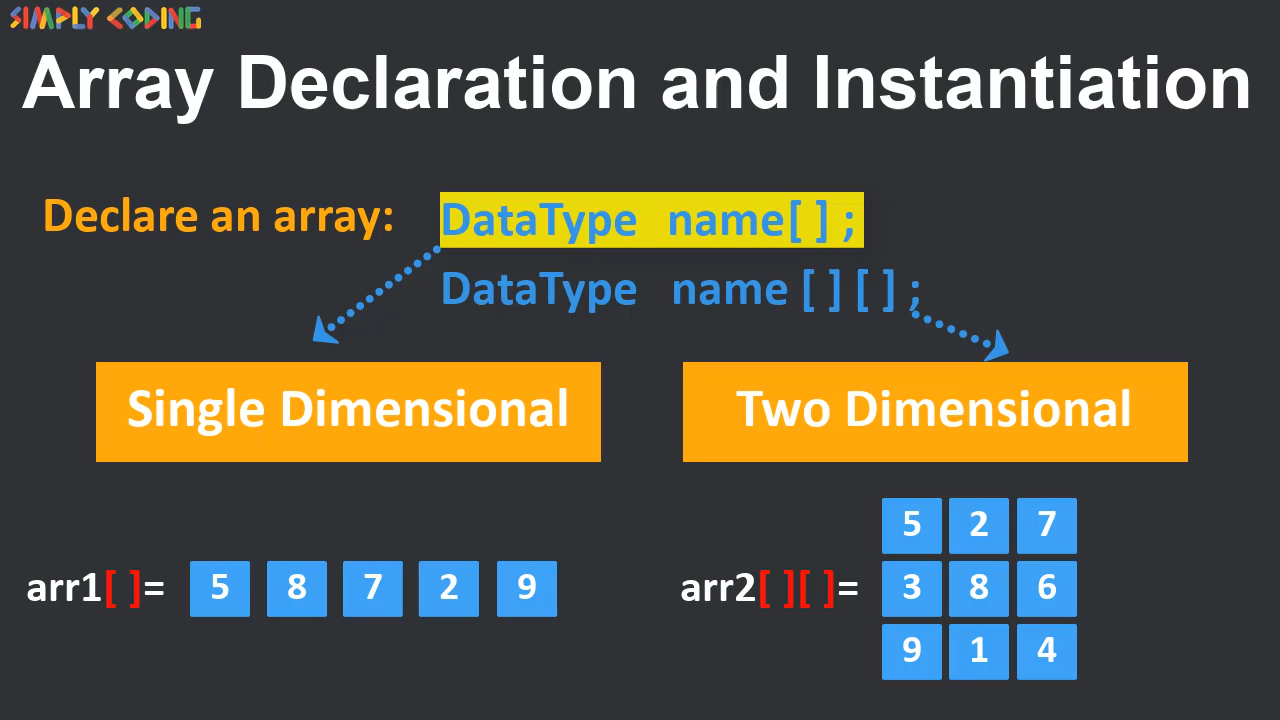 SIMPLY CODING
Array Declaration and Instantiation
Declare an array: DataType name[ ] ;
DataType name [ ] [ ] ;
Single Dimensional
Two Dimensional
arr1[ ]= 5 8 7 2 9
arr2[ ][ ]=
5 2 7
3 8 6
9 1 4